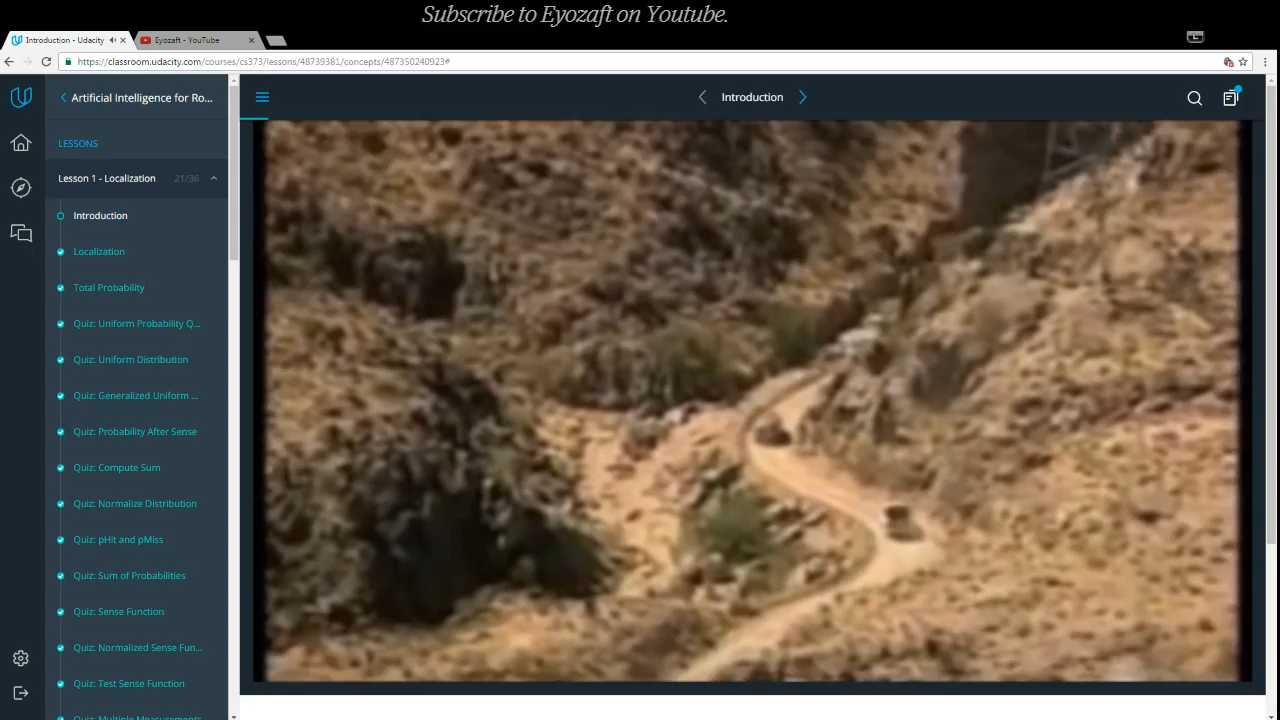 Subscribe to Eyozaft on Youtube.
Introduction - Udacity
Eyozaft - YouTube
https://classroom.udacity.com/courses/cs373/lessons/48739381/concepts/487350240923#
Artificial Intelligence for Ro...
Introduction
LESSONS
Lesson 1 - Localization 21/36
Introduction
Localization
Total Probability
Quiz: Uniform Probability Q...
Quiz: Uniform Distribution
Quiz: Generalized Uniform ...
Quiz: Probability After Sense
Quiz: Compute Sum
Quiz: Normalize Distribution
Quiz: pHit and pMiss
Quiz: Sum of Probabilities
Quiz: Sense Function
Quiz: Normalized Sense Fun...
Quiz: Test Sense Function
Quiz: Multiple Measurements